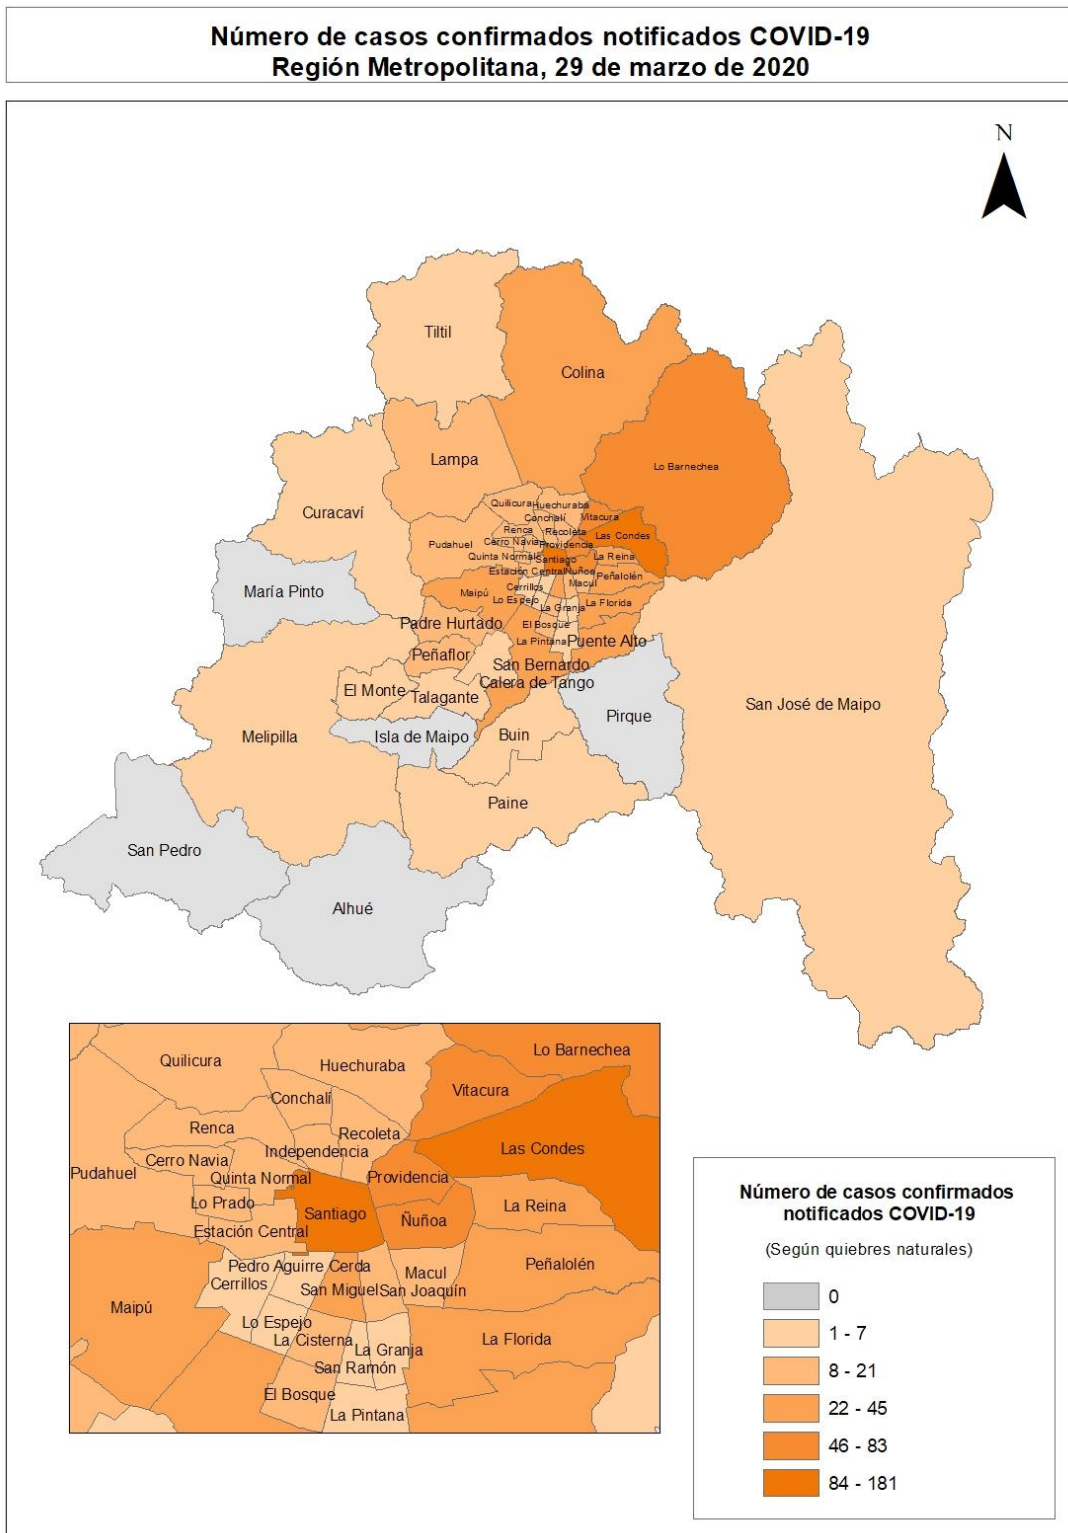 Número de casos confirmados notificados COVID-19
Región Metropolitana, 29 de marzo de 2020
N
Tiltil
Colina
Lampa
Lo Barnechea
Curacaví
Quilicura
Huechuraba
Conchalí
Vitacura
Renca
Recoleta
Las Condes
Pudahuel
Cerro Navia
Providencia
Quinta Normal
Santiago
La Reina
Estación Central
Ñuñoa
Peñalolén
Macul
Cerrillos
María Pinto
Maipú
Lo Espejo
La Granja
La Florida
Padre Hurtado
El Bosque
La Pintana
Puente Alto
Peñaflor
San Bernardo
Calera de Tango
El Monte
Talagante
San José de Maipo
Pirque
Melipilla
Isla de Maipo
Buin
Paine
San Pedro
Alhué
Quilicura
Huechuraba
Lo Barnechea
Vitacura
Conchalí
Renca
Recoleta
Independencia
Las Condes
Cerro Navia
Pudahuel
Quinta Normal
Providencia
Lo Prado
Santiago
Ñuñoa
La Reina
Estación Central
Pedro Aguirre Cerda
Cerrillos
Macul
Peñalolén
San Miguel
San Joaquín
Maipú
Lo Espejo
La Cisterna
La Granja
La Florida
San Ramón
El Bosque
La Pintana
Número de casos confirmados
notificados COVID-19
(Según quiebres naturales)
0
1 - 7
8 - 21
22 - 45
46 - 83
84 - 181